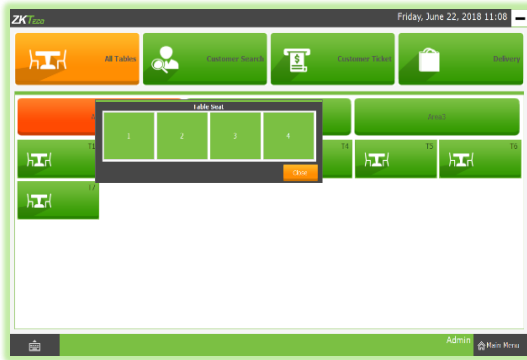 ZKTeco
Friday, June 22, 2018 11:08
All Tables
Customer Search
Customer Ticket
Delivery
Table Seat
Area3
1
2
3
4
Close
T4
T5
T6
T7
Admin
Main Menu